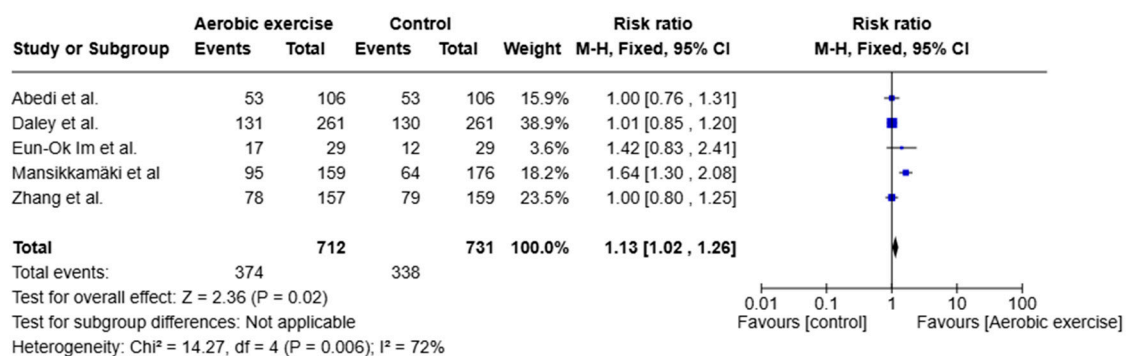 Aerobic exercise Control Risk ratio Risk ratio
Study or Subgroup Events Total Events Total Weight M-H, Fixed, 95% CI M-H, Fixed, 95% CI
Abedi et al. 53 106 53 106 15.9% 1.00 [0.76 , 1.31]
Daley et al. 131 261 130 261 38.9% 1.01 [0.85 , 1.20]
Eun-Ok Im et al. 17 29 12 29 3.6% 1.42 [0.83 , 2.41]
Mansikkamäki et al 95 159 64 176 18.2% 1.64 [1.30 , 2.08]
Zhang et al. 78 157 79 159 23.5% 1.00 [0.80 , 1.25]
Total 712 731 100.0% 1.13 [1.02 , 1.26]
Total events: 374 338
Test for overall effect: Z = 2.36 (P = 0.02)
Test for subgroup differences: Not applicable
Heterogeneity: Chi² = 14.27, df = 4 (P = 0.006); I² = 72%
0.01 0.1 1 10 100
Favours [control] Favours [Aerobic exercise]